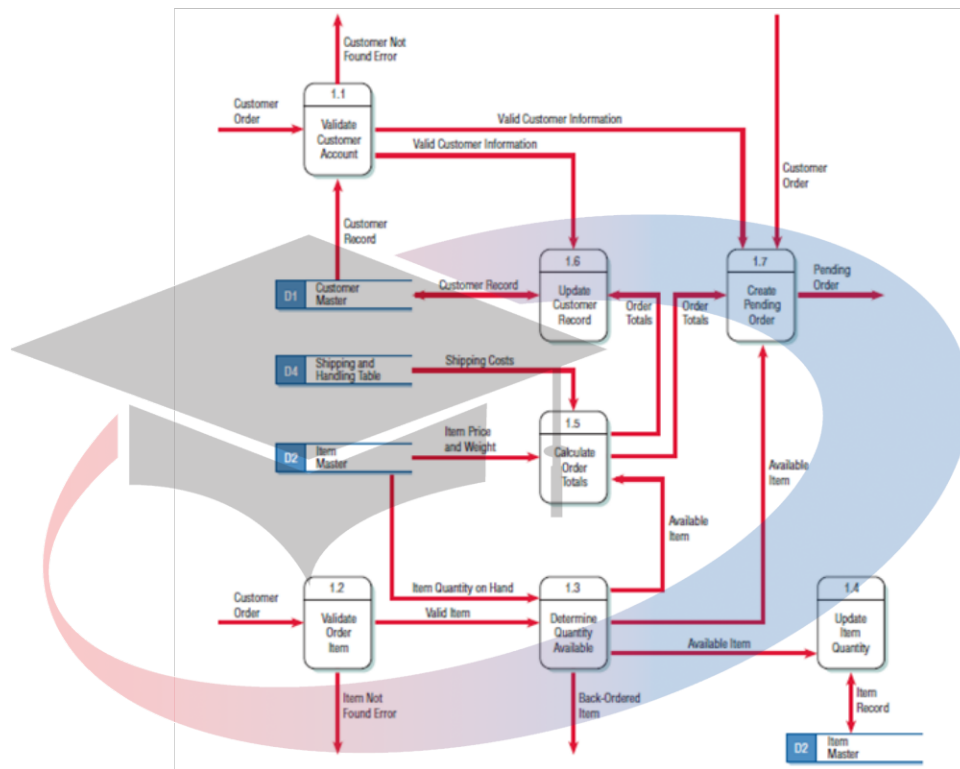 Customer Not
Found Error
1.1
Validate
Customer
Account
Customer
Order
Valid Customer Information
Valid Customer Information
Customer
Order
Customer
Record
D1
Customer
Master
Customer Record
1.6
Update
Customer
Record
Order
Totals
Order
Totals
1.7
Create
Pending
Order
Pending
Order
D4
Shipping and
Handling Table
Shipping Costs
D2
Item
Master
Item Price
and Weight
1.5
Calculate
Order
Totals
Available
Item
Available
Item
Customer
Order
1.2
Validate
Order
Item
Item Quantity on Hand
Valid Item
1.3
Determine
Quantity
Available
Available Item
1.4
Update
Item
Quantity
Item Not
Found Error
Back-Ordered
Item
Item
Record
D2
Item
Master